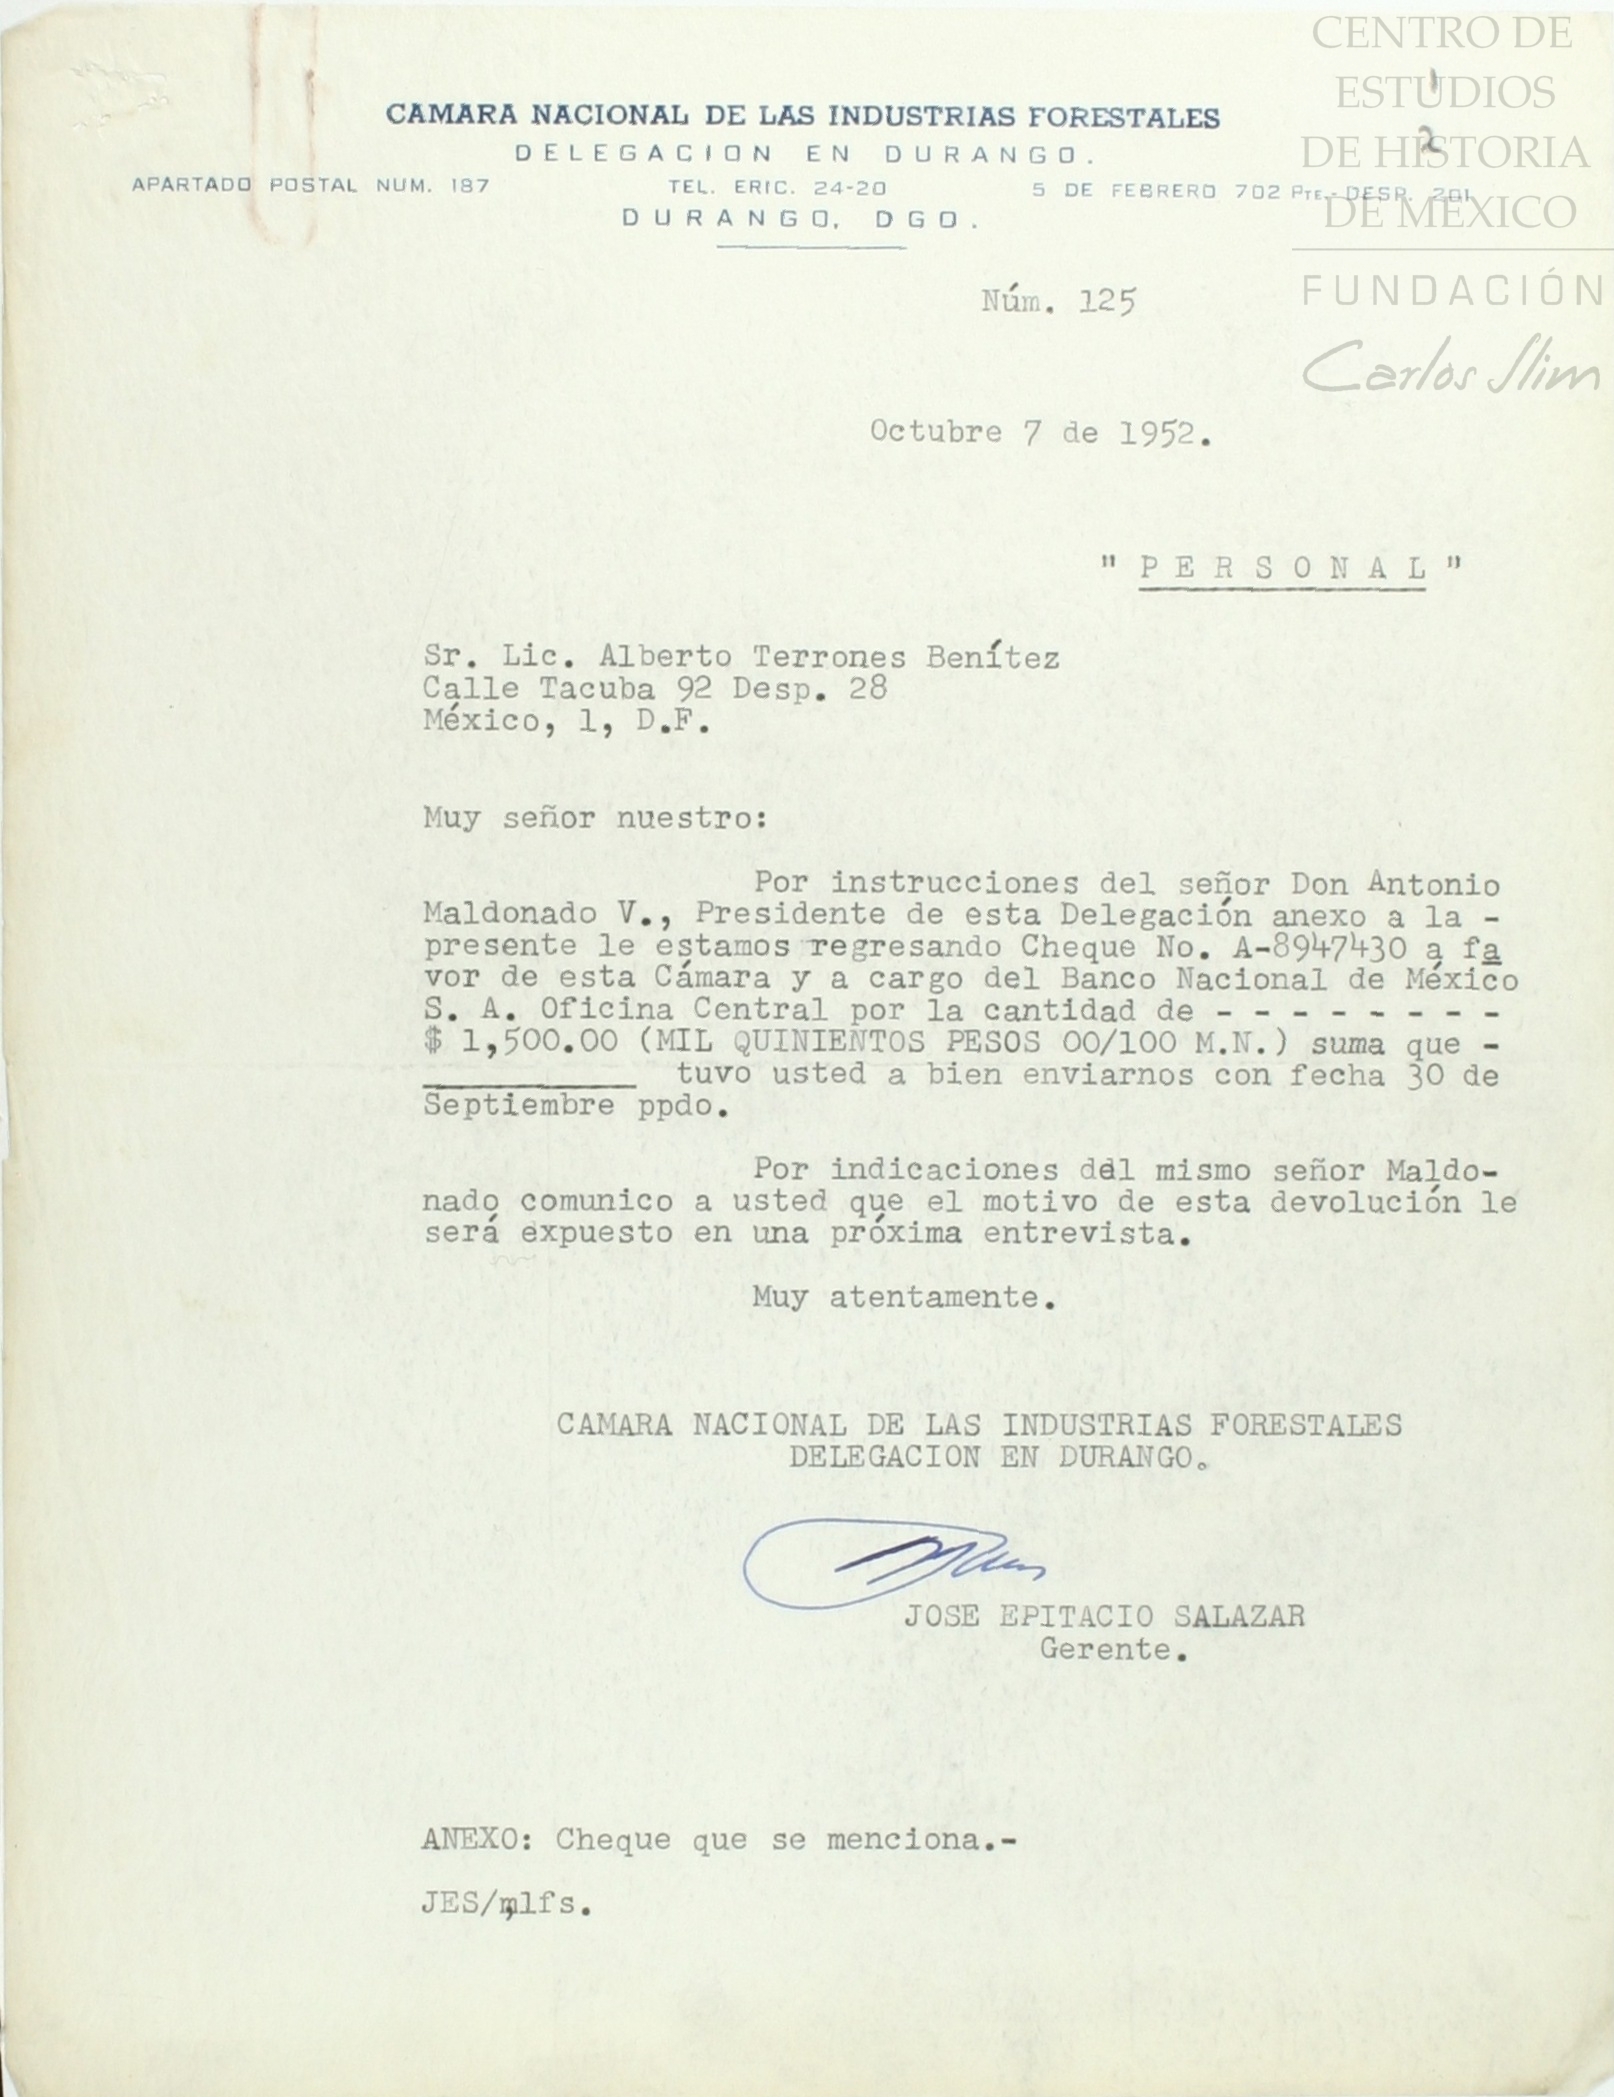 CENTRO DE
ESTUDIOS
DE HISTORIA
DE MÉXICO
FUNDACIÓN
Carlos Slim
1
2
CAMARA NACIONAL DE LAS INDUSTRIAS FORESTALES
DELEGACION EN DURANGO.
APARTADO POSTAL NUM. 187 TEL. ERIC. 24-20 5 DE FEBRERO 702 PTE.- DESP. 201
DURANGO, DGO.
Núm. 125
Octubre 7 de 1952.
" P E R S O N A L "
Sr. Lic. Alberto Terrones Benítez
Calle Tacuba 92 Desp. 28
México, 1, D.F.
Muy señor nuestro:
Por instrucciones del señor Don Antonio
Maldonado V., Presidente de esta Delegación anexo a la -
presente le estamos regresando Cheque No. A-8947430 a fa
vor de esta Cámara y a cargo del Banco Nacional de México
S. A. Oficina Central por la cantidad de - - - - - - - -
$ 1,500.00 (MIL QUINIENTOS PESOS 00/100 M.N.) suma que -
___________ tuvo usted a bien enviarnos con fecha 30 de
Septiembre ppdo.
Por indicaciones del mismo señor Maldo-
nado comunico a usted que el motivo de esta devolución le
será expuesto en una próxima entrevista.
Muy atentamente.
CAMARA NACIONAL DE LAS INDUSTRIAS FORESTALES
DELEGACION EN DURANGO.
JOSE EPITACIO SALAZAR
Gerente.
ANEXO: Cheque que se menciona.-
JES/mlfs.